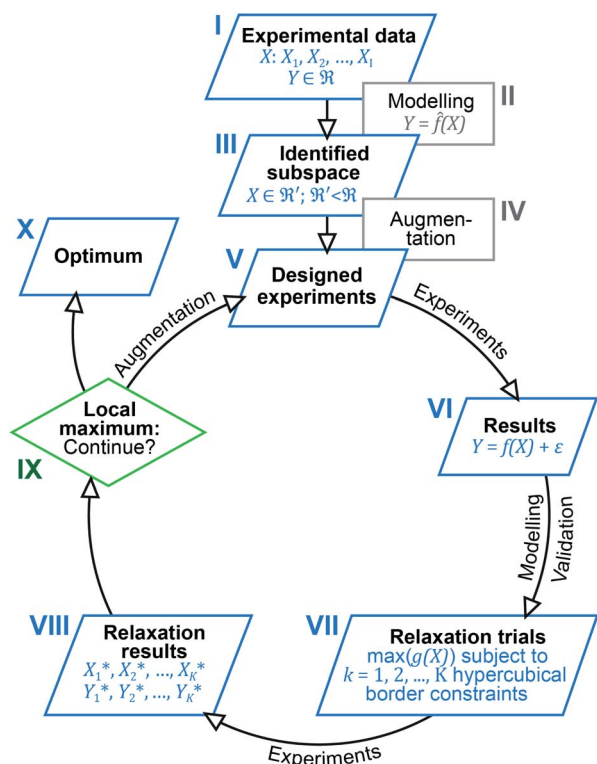 I
Experimental data
X: X₁, X₂, ..., X_I
Y ∈ ℜ
II
Modelling
Y = f̂(X)
III
Identified
subspace
X ∈ ℜ′; ℜ′<ℜ
IV
Augmen-
tation
V
Designed
experiments
X
Optimum
Augmentation
Experiments
VI
Results
Y = f(X) + ε
Local
maximum:
Continue?
IX
Modelling
Validation
VII
Relaxation trials
max(g(X)) subject to
k = 1, 2, ..., K hypercubical
border constraints
VIII
Relaxation
results
X₁*, X₂*, ..., X_K*
Y₁*, Y₂*, ..., Y_K*
Experiments